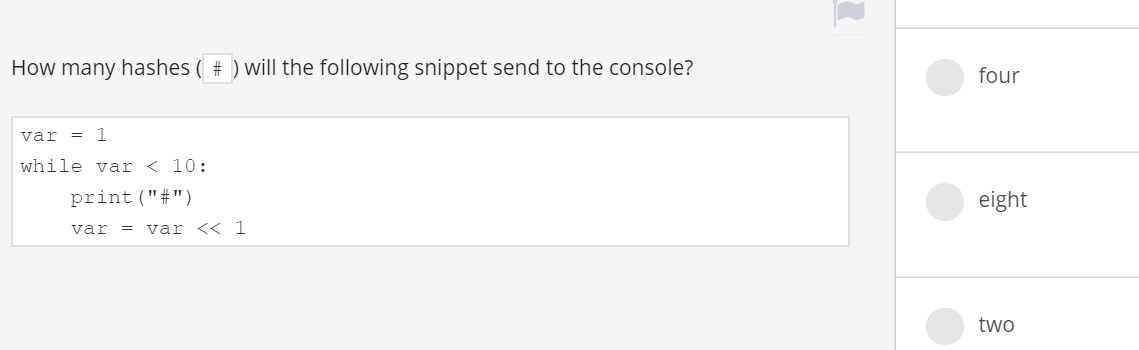 How many hashes ( # ) will the following snippet send to the console?
var = 1
while var < 10:
    print("#")
    var = var << 1
four
eight
two